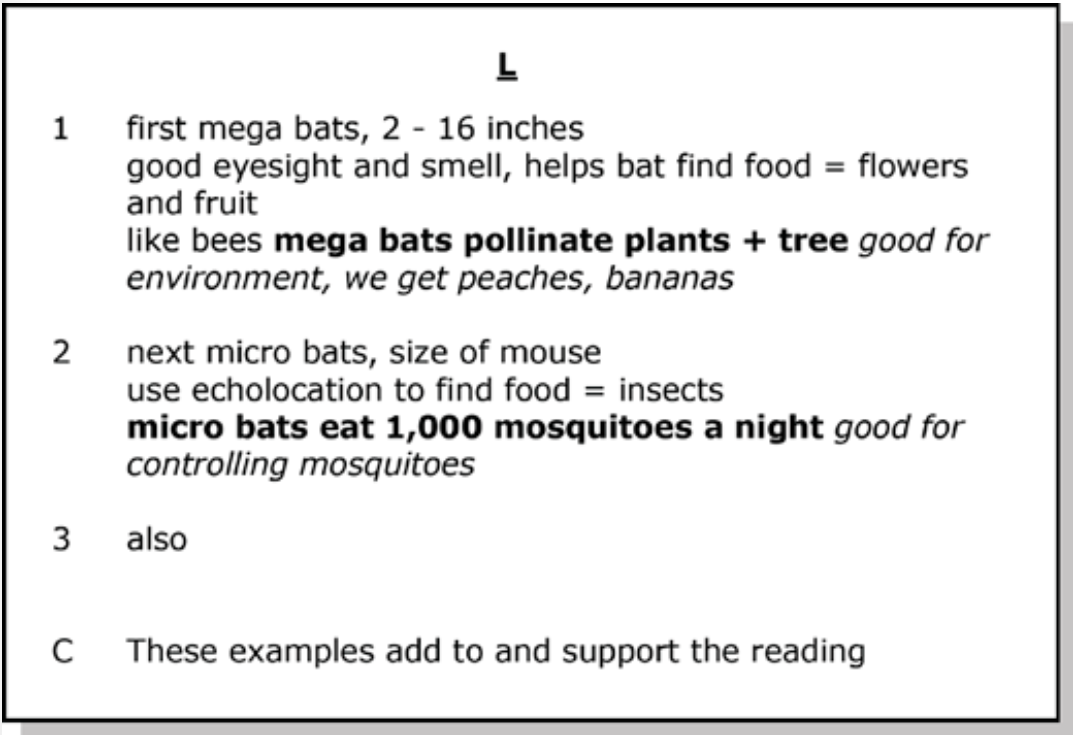 L
1 first mega bats, 2 - 16 inches
good eyesight and smell, helps bat find food = flowers
and fruit
like bees mega bats pollinate plants + tree good for
environment, we get peaches, bananas
2 next micro bats, size of mouse
use echolocation to find food = insects
micro bats eat 1,000 mosquitoes a night good for
controlling mosquitoes
3 also
C These examples add to and support the reading